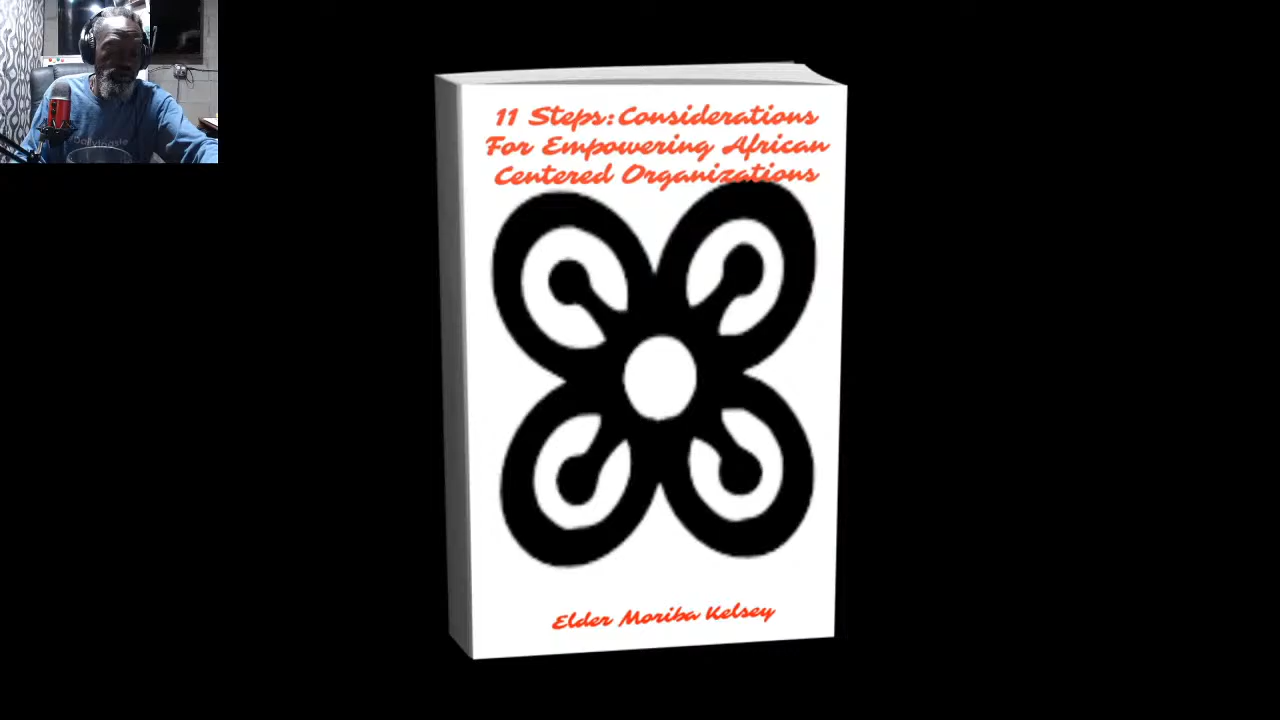 11 Steps: Considerations
For Empowering African
Centered Organizations
Elder Moriba Kelsey